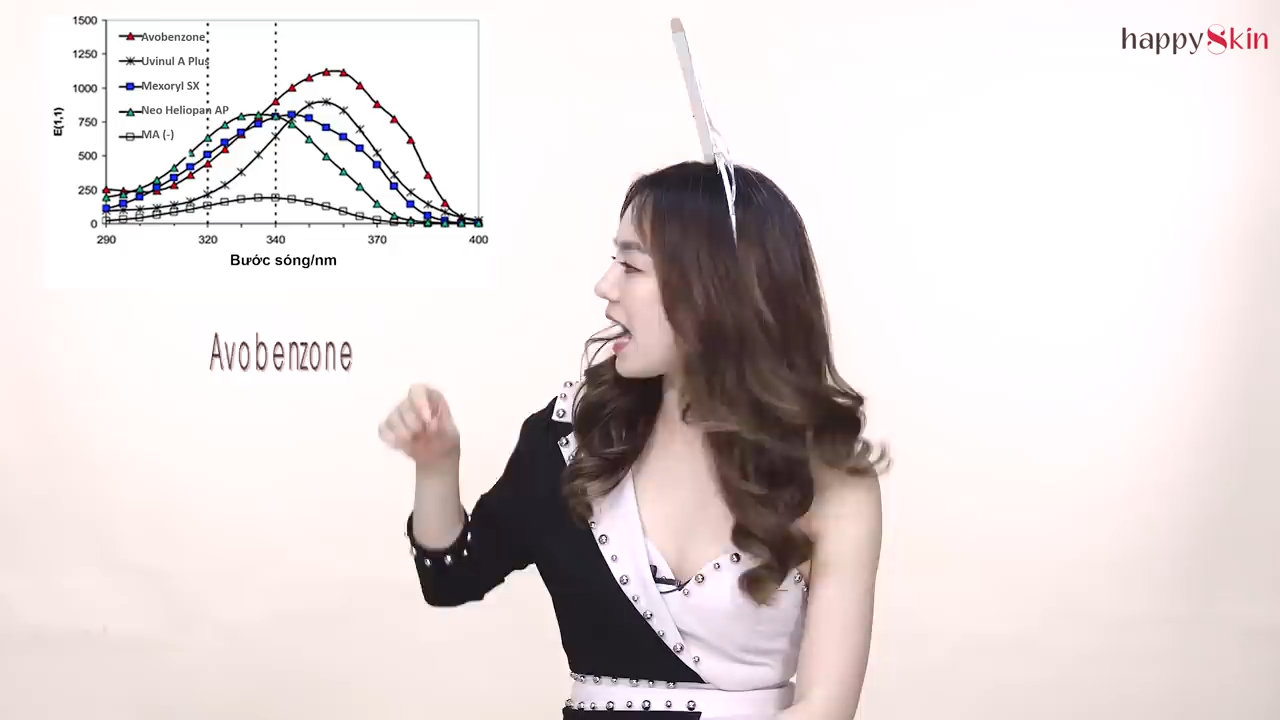 1500
1250
1000
750
500
250
0
E(1,1)
Avobenzone
Uvinul A Plus
Mexoryl SX
Neo Heliopan AP
MA (-)
290 320 340 370 400
Bước sóng/nm
Avobenzone
happySkin